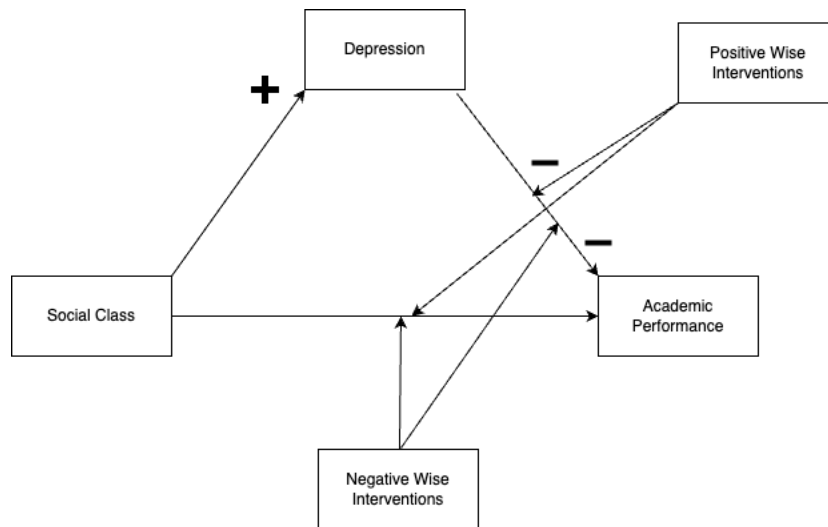 Depression
Positive Wise
Interventions
+
−
−
Social Class
Academic
Performance
Negative Wise
Interventions